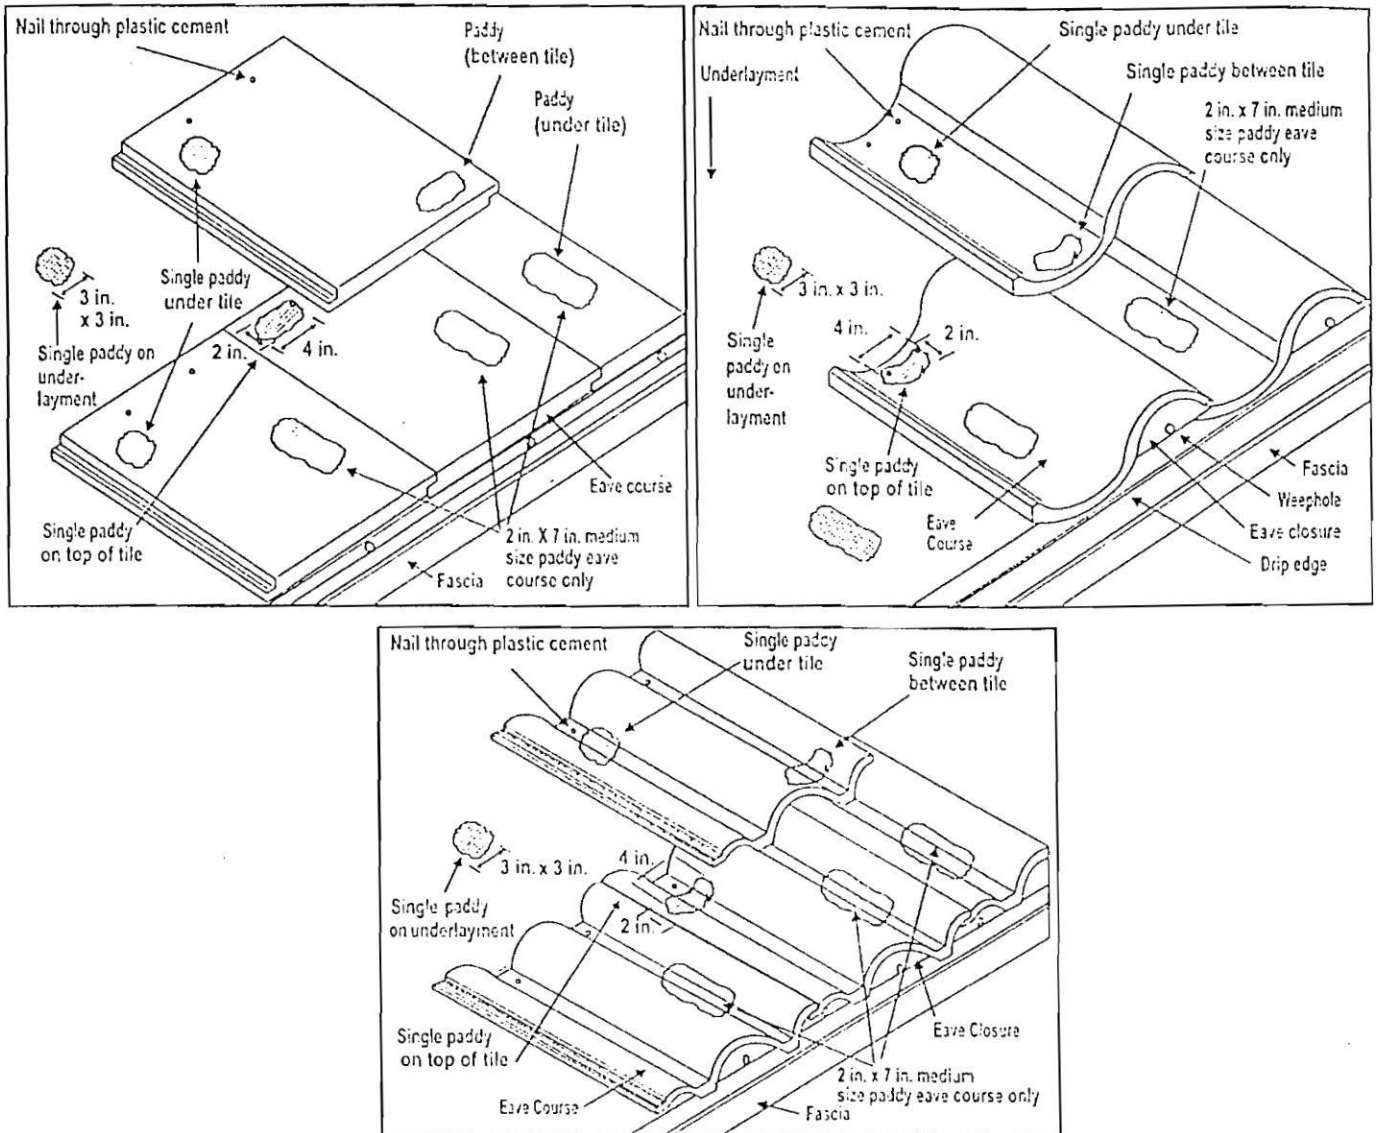 Nail through plastic cement
Paddy
(between tile)
Paddy
(under tile)
Single paddy
under tile
3 in.
x 3 in.
Single paddy on
under-
layment
2 in.
4 in.
Single paddy
on top of tile
Eave course
2 in. X 7 in. medium
size paddy eave
course only
Fascia
Nail through plastic cement
Single paddy under tile
Underlayment
Single paddy between tile
2 in. x 7 in. medium
size paddy eave
course only
3 in. x 3 in.
4 in.
2 in.
Single
paddy on
under-
layment
Single paddy
on top of tile
Eave
Course
Fascia
Weephole
Eave closure
Drip edge
Nail through plastic cement
Single paddy
under tile
Single paddy
between tile
3 in. x 3 in.
4 in.
2 in.
Single paddy
on underlayment
Single paddy
on top of tile
Eave Course
Eave Closure
2 in. x 7 in. medium
size paddy eave course only
Fascia